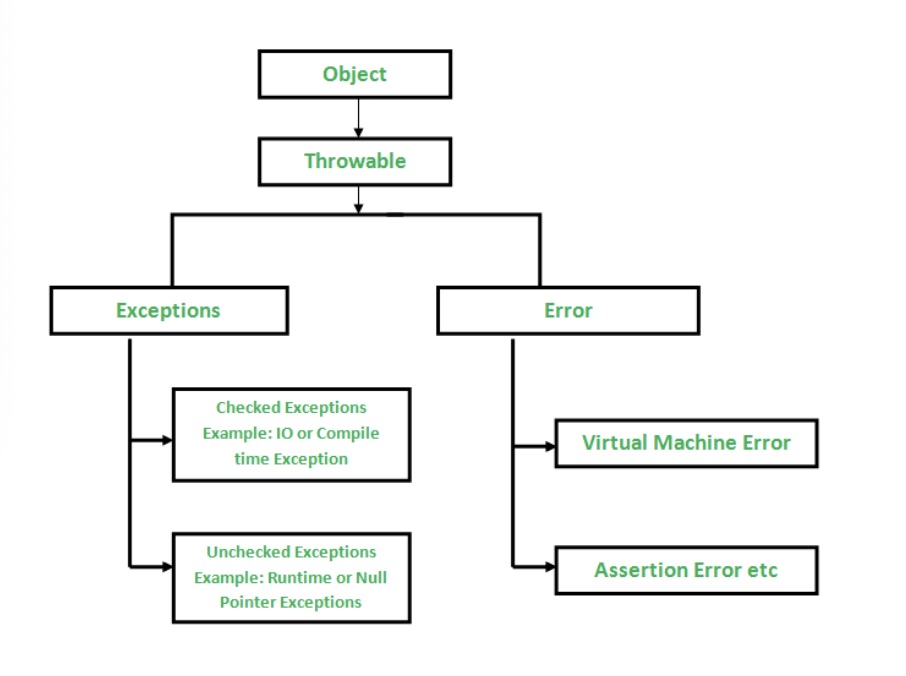 Object
Throwable
Exceptions
Error
Checked Exceptions
Example: IO or Compile
time Exception
Virtual Machine Error
Unchecked Exceptions
Example: Runtime or Null
Pointer Exceptions
Assertion Error etc